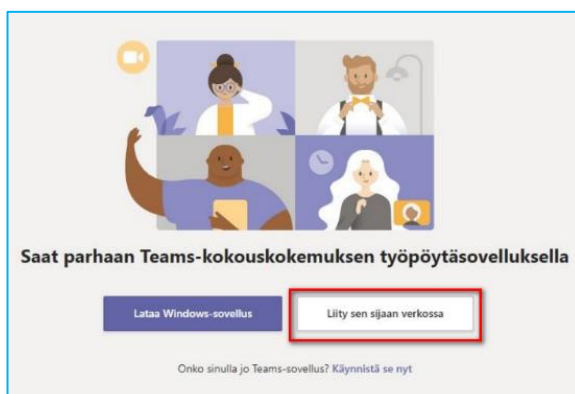 Saat parhaan Teams-kokouskokemuksen työpöytäsovelluksella
Lataa Windows-sovellus
Liity sen sijaan verkossa
Onko sinulla jo Teams-sovellus? Käynnistä se nyt